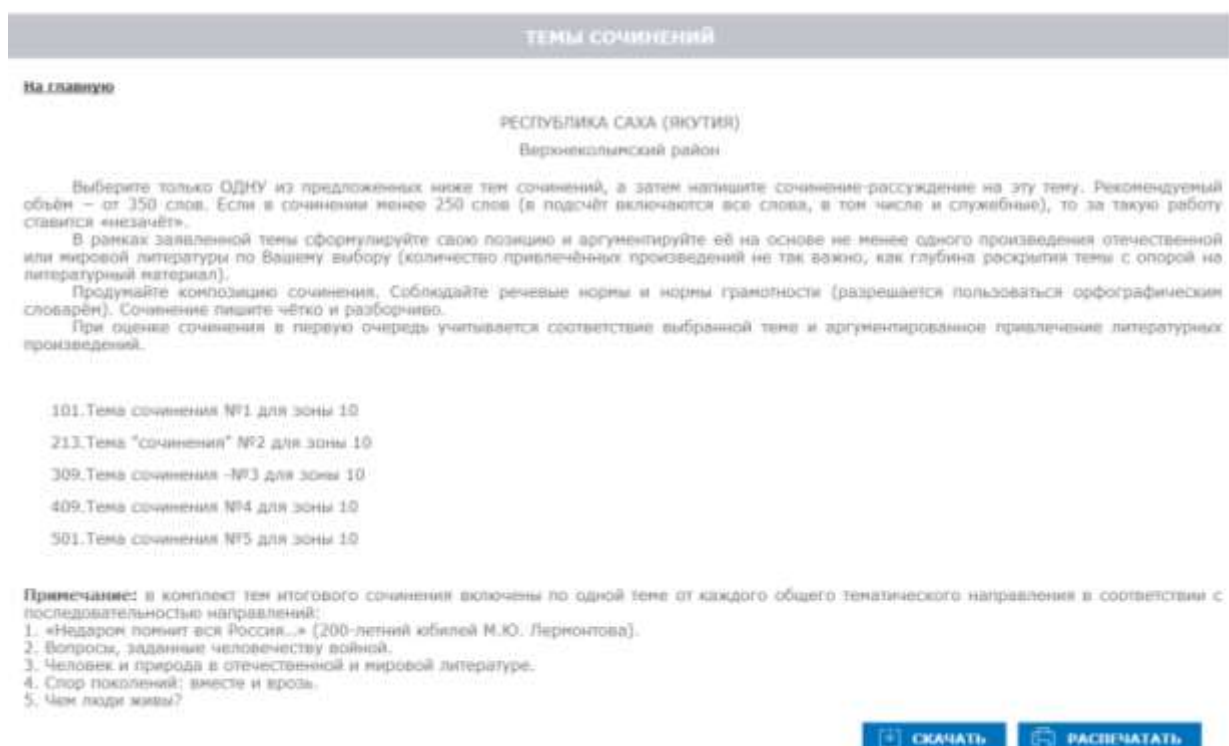 ТЕМЫ СОЧИНЕНИЙ
На главную
РЕСПУБЛИКА САХА (ЯКУТИЯ)
Верхнеколымский район
Выберите только ОДНУ из предложенных ниже тем сочинений, а затем напишите сочинение-рассуждение на эту тему. Рекомендуемый
объём – от 350 слов. Если в сочинении менее 250 слов (в подсчёт включаются все слова, в том числе и служебные), то за такую работу
ставится «незачёт».
В рамках заявленной темы сформулируйте свою позицию и аргументируйте её на основе не менее одного произведения отечественной
или мировой литературы по Вашему выбору (количество привлечённых произведений не так важно, как глубина раскрытия темы с опорой на
литературный материал).
Продумайте композицию сочинения. Соблюдайте речевые нормы и нормы грамотности (разрешается пользоваться орфографическим
словарём). Сочинение пишите чётко и разборчиво.
При оценке сочинения в первую очередь учитывается соответствие выбранной теме и аргументированное привлечение литературных
произведений.
101.Тема сочинения №1 для зоны 10
213.Тема "сочинения" №2 для зоны 10
309.Тема сочинения -№3 для зоны 10
409.Тема сочинения №4 для зоны 10
501.Тема сочинения №5 для зоны 10
Примечание: в комплект тем итогового сочинения включены по одной теме от каждого общего тематического направления в соответствии с
последовательностью направлений:
1. «Недаром помнит вся Россия…» (200-летний юбилей М.Ю. Лермонтова).
2. Вопросы, заданные человечеству войной.
3. Человек и природа в отечественной и мировой литературе.
4. Спор поколений: вместе и врозь.
5. Чем люди живы?
СКАЧАТЬ РАСПЕЧАТАТЬ